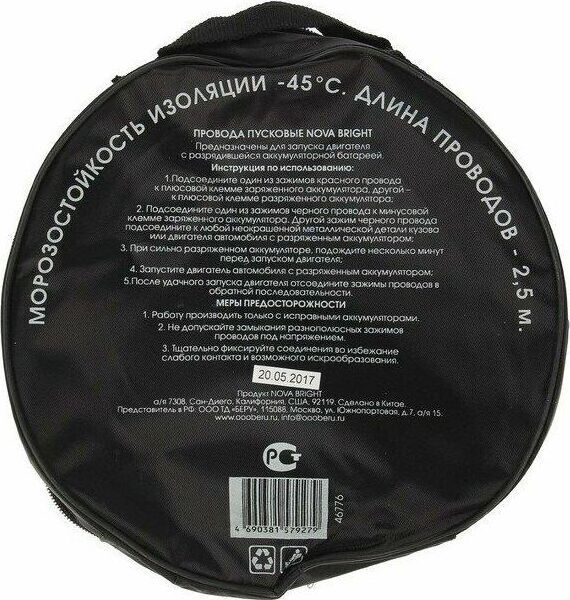 МОРОЗОСТОЙКОСТЬ ИЗОЛЯЦИИ -45°С. ДЛИНА ПРОВОДОВ - 2,5 М.
ПРОВОДА ПУСКОВЫЕ NOVA BRIGHT
Предназначены для запуска двигателя
с разрядившейся аккумуляторной батареей.
Инструкция по использованию:
1.Подсоедините один из зажимов красного провода
к плюсовой клемме заряженного аккумулятора, другой –
к плюсовой клемме разряженного аккумулятора;
2. Подсоедините один из зажимов черного провода к минусовой
клемме заряженного аккумулятора. Другой зажим черного провода
подсоедините к любой неокрашенной металлической детали кузова
или двигателя автомобиля с разряженным аккумулятором;
3. При сильно разряженном аккумуляторе, подождите несколько минут
перед запуском двигателя;
4. Запустите двигатель автомобиля с разряженным аккумулятором;
5.После удачного запуска двигателя отсоедините зажимы проводов в
обратной последовательности.
МЕРЫ ПРЕДОСТОРОЖНОСТИ
1. Работу производить только с исправными аккумуляторами.
2. Не допускайте замыкания разнополюсных зажимов
проводов под напряжением.
3. Тщательно фиксируйте соединения во избежание
слабого контакта и возможного искрообразования.
20.05.2017
Продукт NOVA BRIGHT
а/я 7308, Сан-Диего, Калифорния, США, 92119. Сделано в Китае.
Представитель в РФ: ООО ТД «БЕРУ», 115088, Москва, ул. Южнопортовая, д.7, а/я 15.
www.oooberu.ru, info@oooberu.ru
РСТ
4 690381 579279
46776